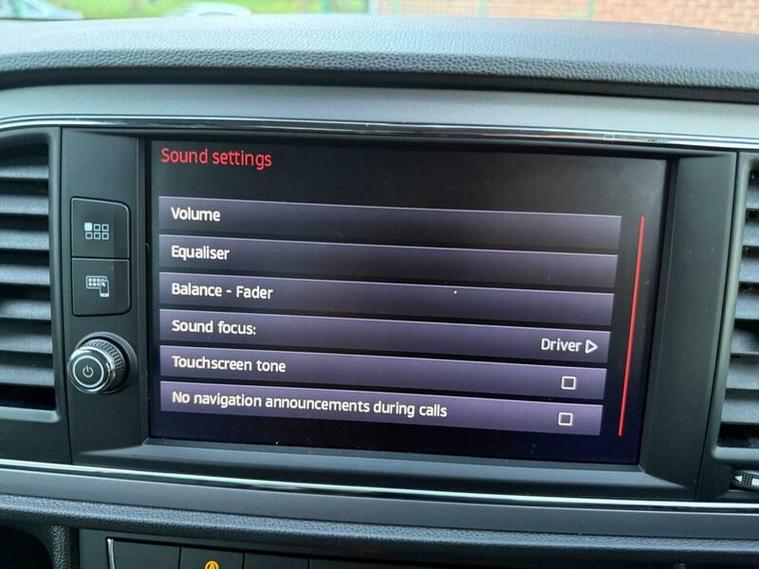 Sound settings
Volume
Equaliser
Balance - Fader
Sound focus:
Driver
Touchscreen tone
No navigation announcements during calls